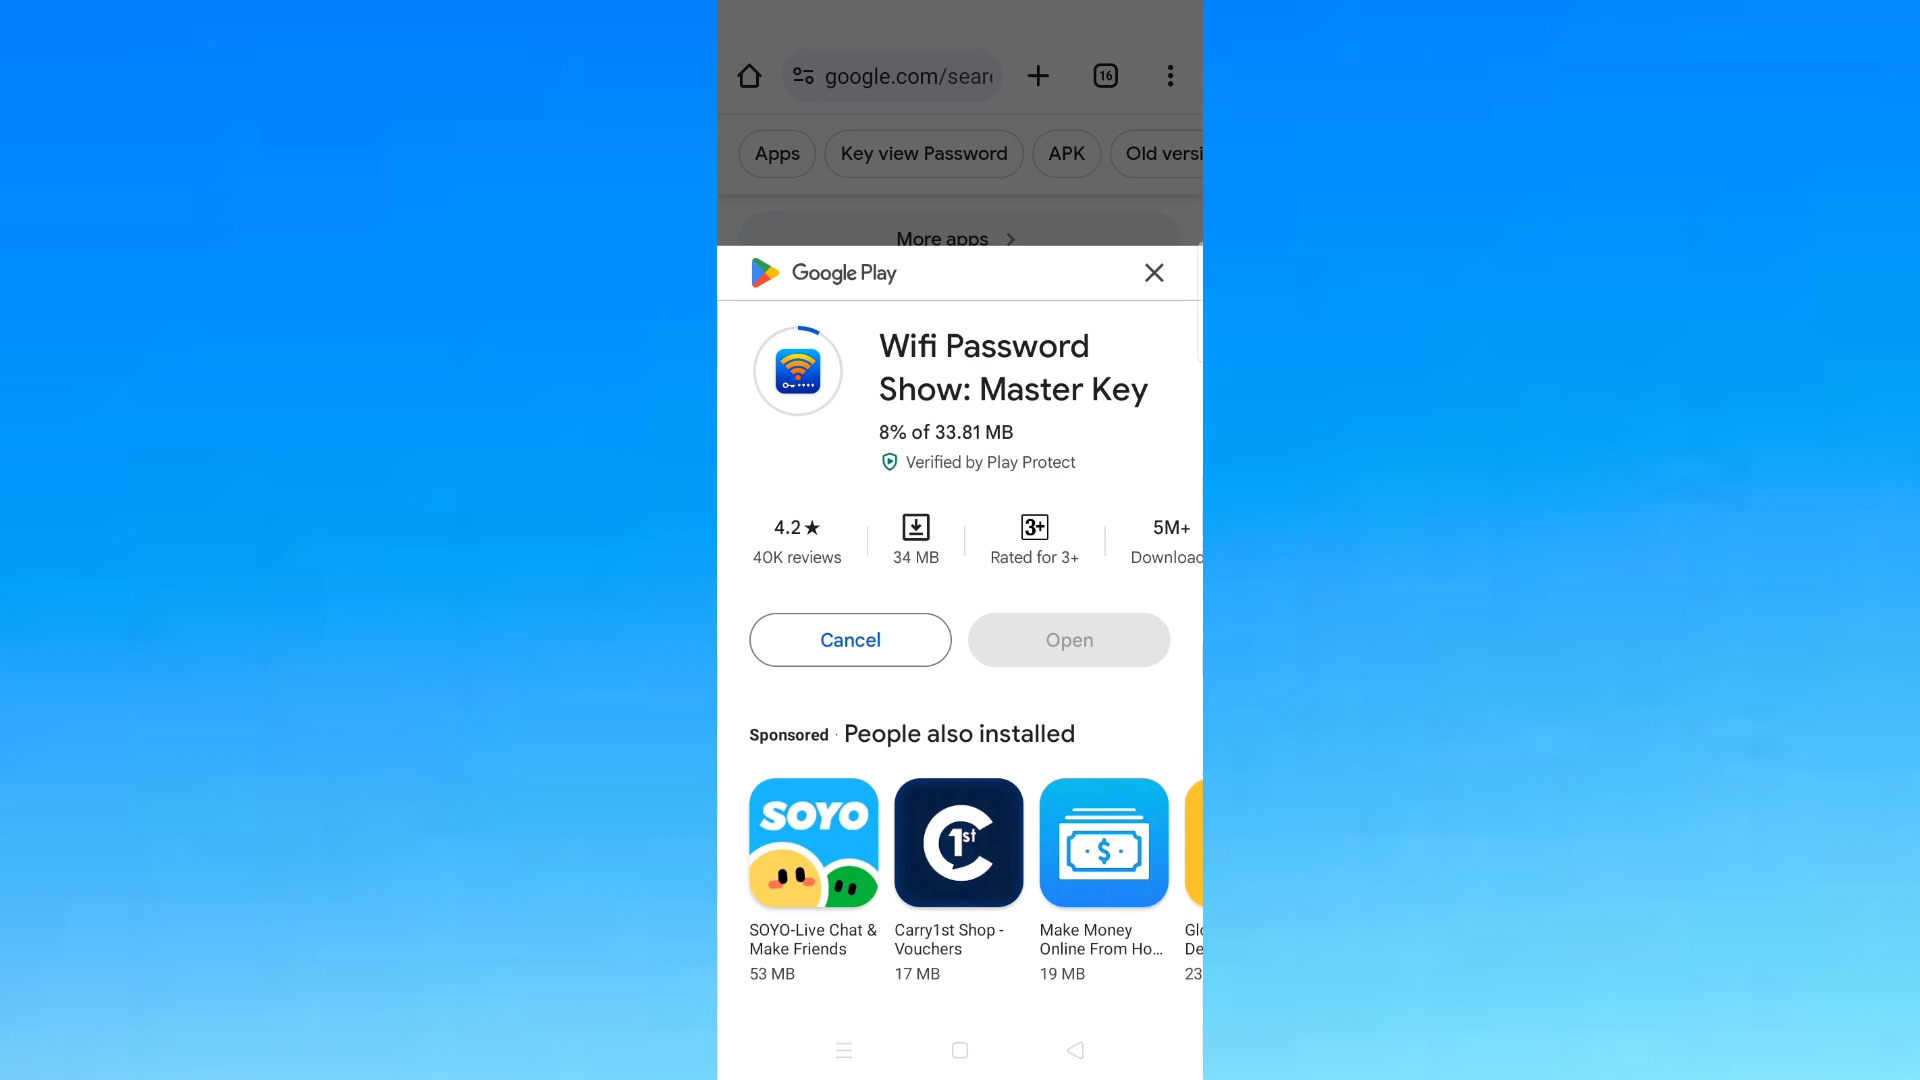 google.com/sear
16
Apps
Key view Password
APK
Old versi
More apps
Google Play
Wifi Password
Show: Master Key
8% of 33.81 MB
Verified by Play Protect
4.2★
3+
5M+
40K reviews
34 MB
Rated for 3+
Download
Cancel
Open
Sponsored · People also installed
SOYO
1st
$
SOYO-Live Chat &
Make Friends
53 MB
Carry1st Shop -
Vouchers
17 MB
Make Money
Online From Ho...
19 MB
Glo
De
23